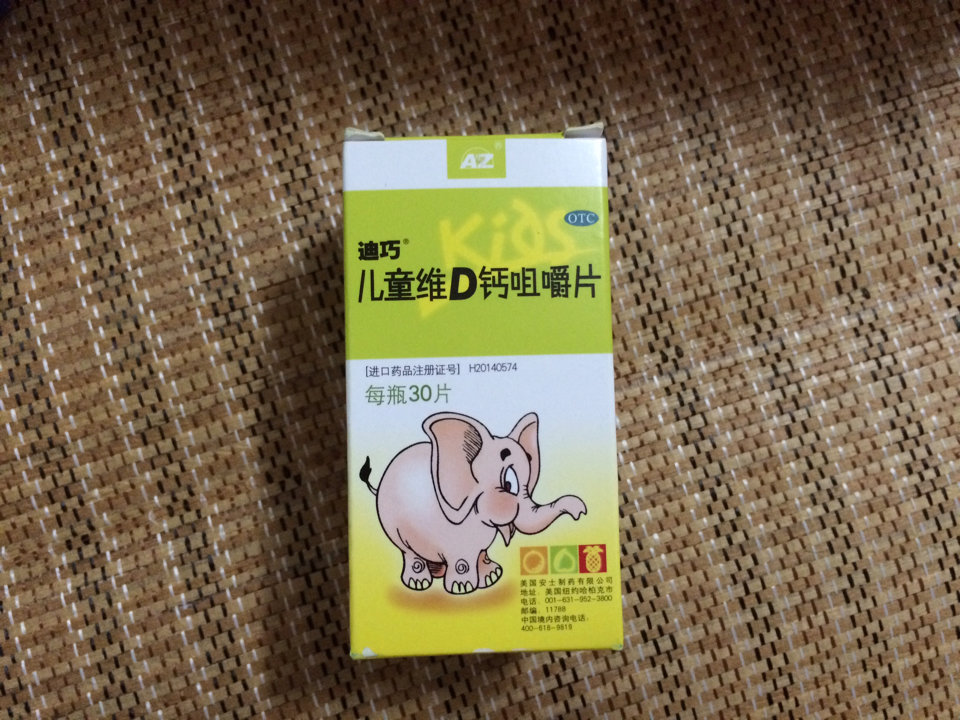 AZ®
Kids
OTC
迪巧®
儿童维D钙咀嚼片
[进口药品注册证号] H20140574
每瓶30片
美国安士制药有限公司
地址：美国纽约哈柏克市
电话：001-631-952-3800
邮编：11788
中国境内咨询电话：
400-618-9819